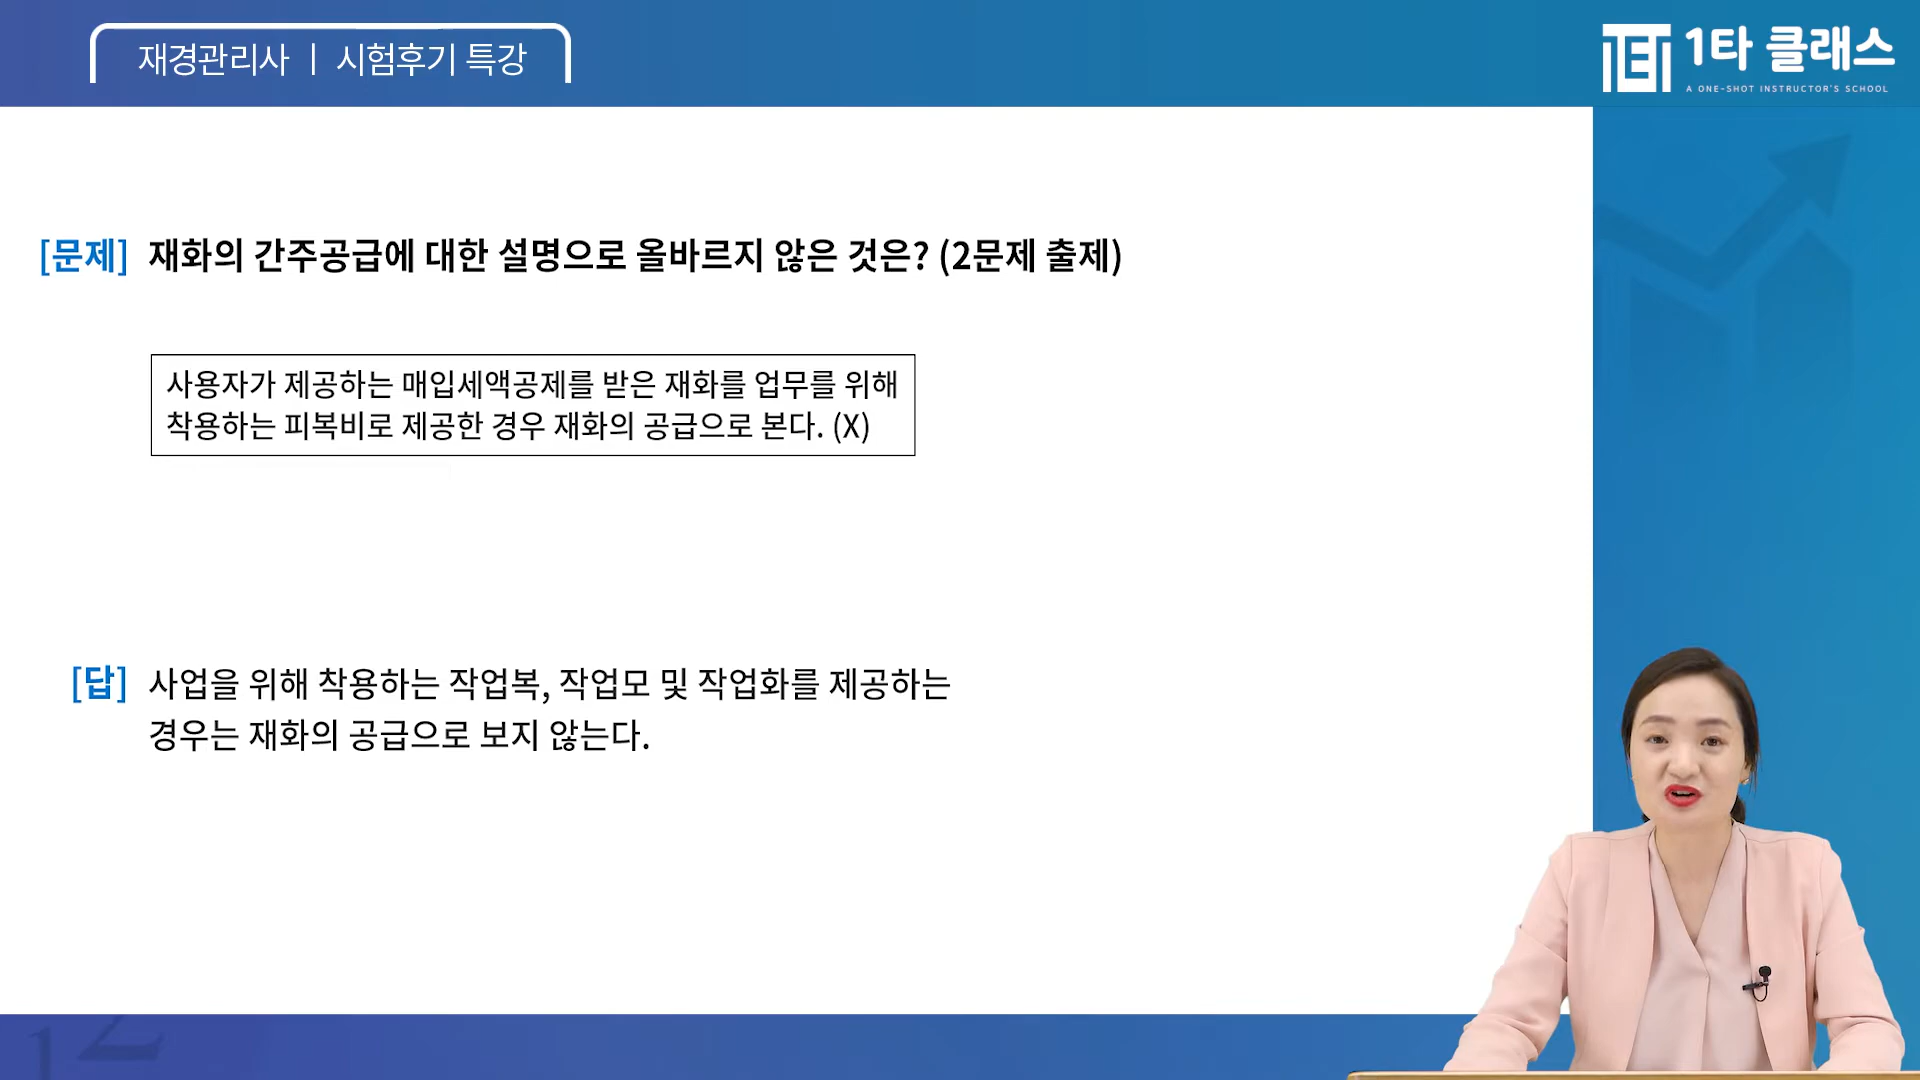 재경관리사 | 시험후기 특강
1타 클래스
A ONE-SHOT INSTRUCTOR'S SCHOOL
[문제] 재화의 간주공급에 대한 설명으로 올바르지 않은 것은? (2문제 출제)
사용자가 제공하는 매입세액공제를 받은 재화를 업무를 위해
착용하는 피복비로 제공한 경우 재화의 공급으로 본다. (X)
[답] 사업을 위해 착용하는 작업복, 작업모 및 작업화를 제공하는
경우는 재화의 공급으로 보지 않는다.
12